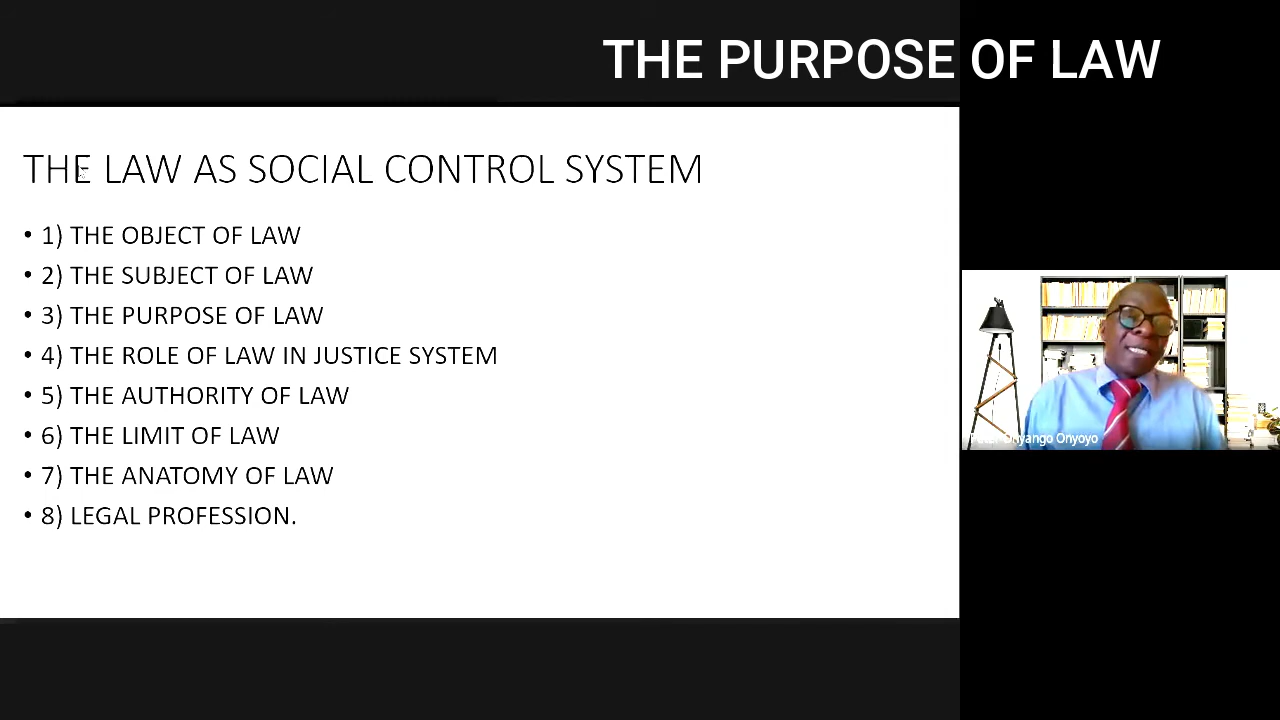 THE PURPOSE OF LAW
THE LAW AS SOCIAL CONTROL SYSTEM
• 1) THE OBJECT OF LAW
• 2) THE SUBJECT OF LAW
• 3) THE PURPOSE OF LAW
• 4) THE ROLE OF LAW IN JUSTICE SYSTEM
• 5) THE AUTHORITY OF LAW
• 6) THE LIMIT OF LAW
• 7) THE ANATOMY OF LAW
• 8) LEGAL PROFESSION.
Peter Onyango Onyoyo